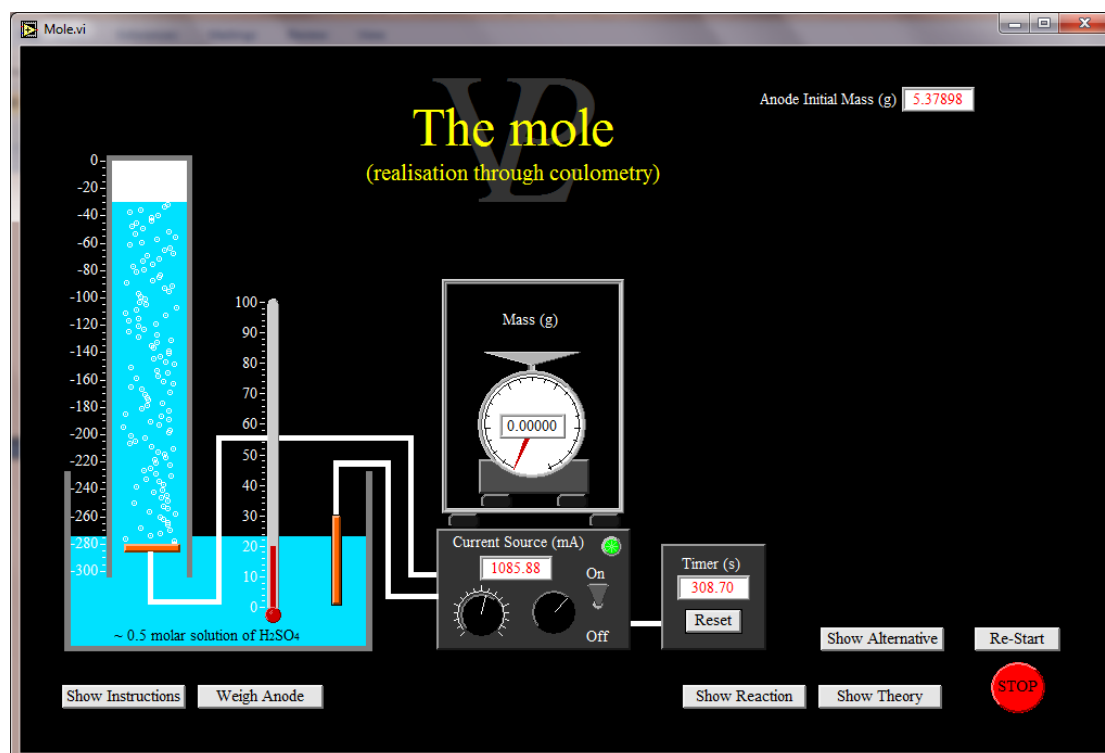 Mole.vi
Anode Initial Mass (g) 5.37898
The mole
(realisation through coulometry)
0
-20
-40
-60
-80
-100
-120
-140
-160
-180
-200
-220
-240
-260
-280
-300
100
90
80
70
60
50
40
30
20
10
0
~ 0.5 molar solution of H₂SO₄
Mass (g)
0.00000
Current Source (mA)
1085.88
On
Off
Timer (s)
308.70
Reset
Show Alternative
Re-Start
Show Instructions
Weigh Anode
Show Reaction
Show Theory
STOP